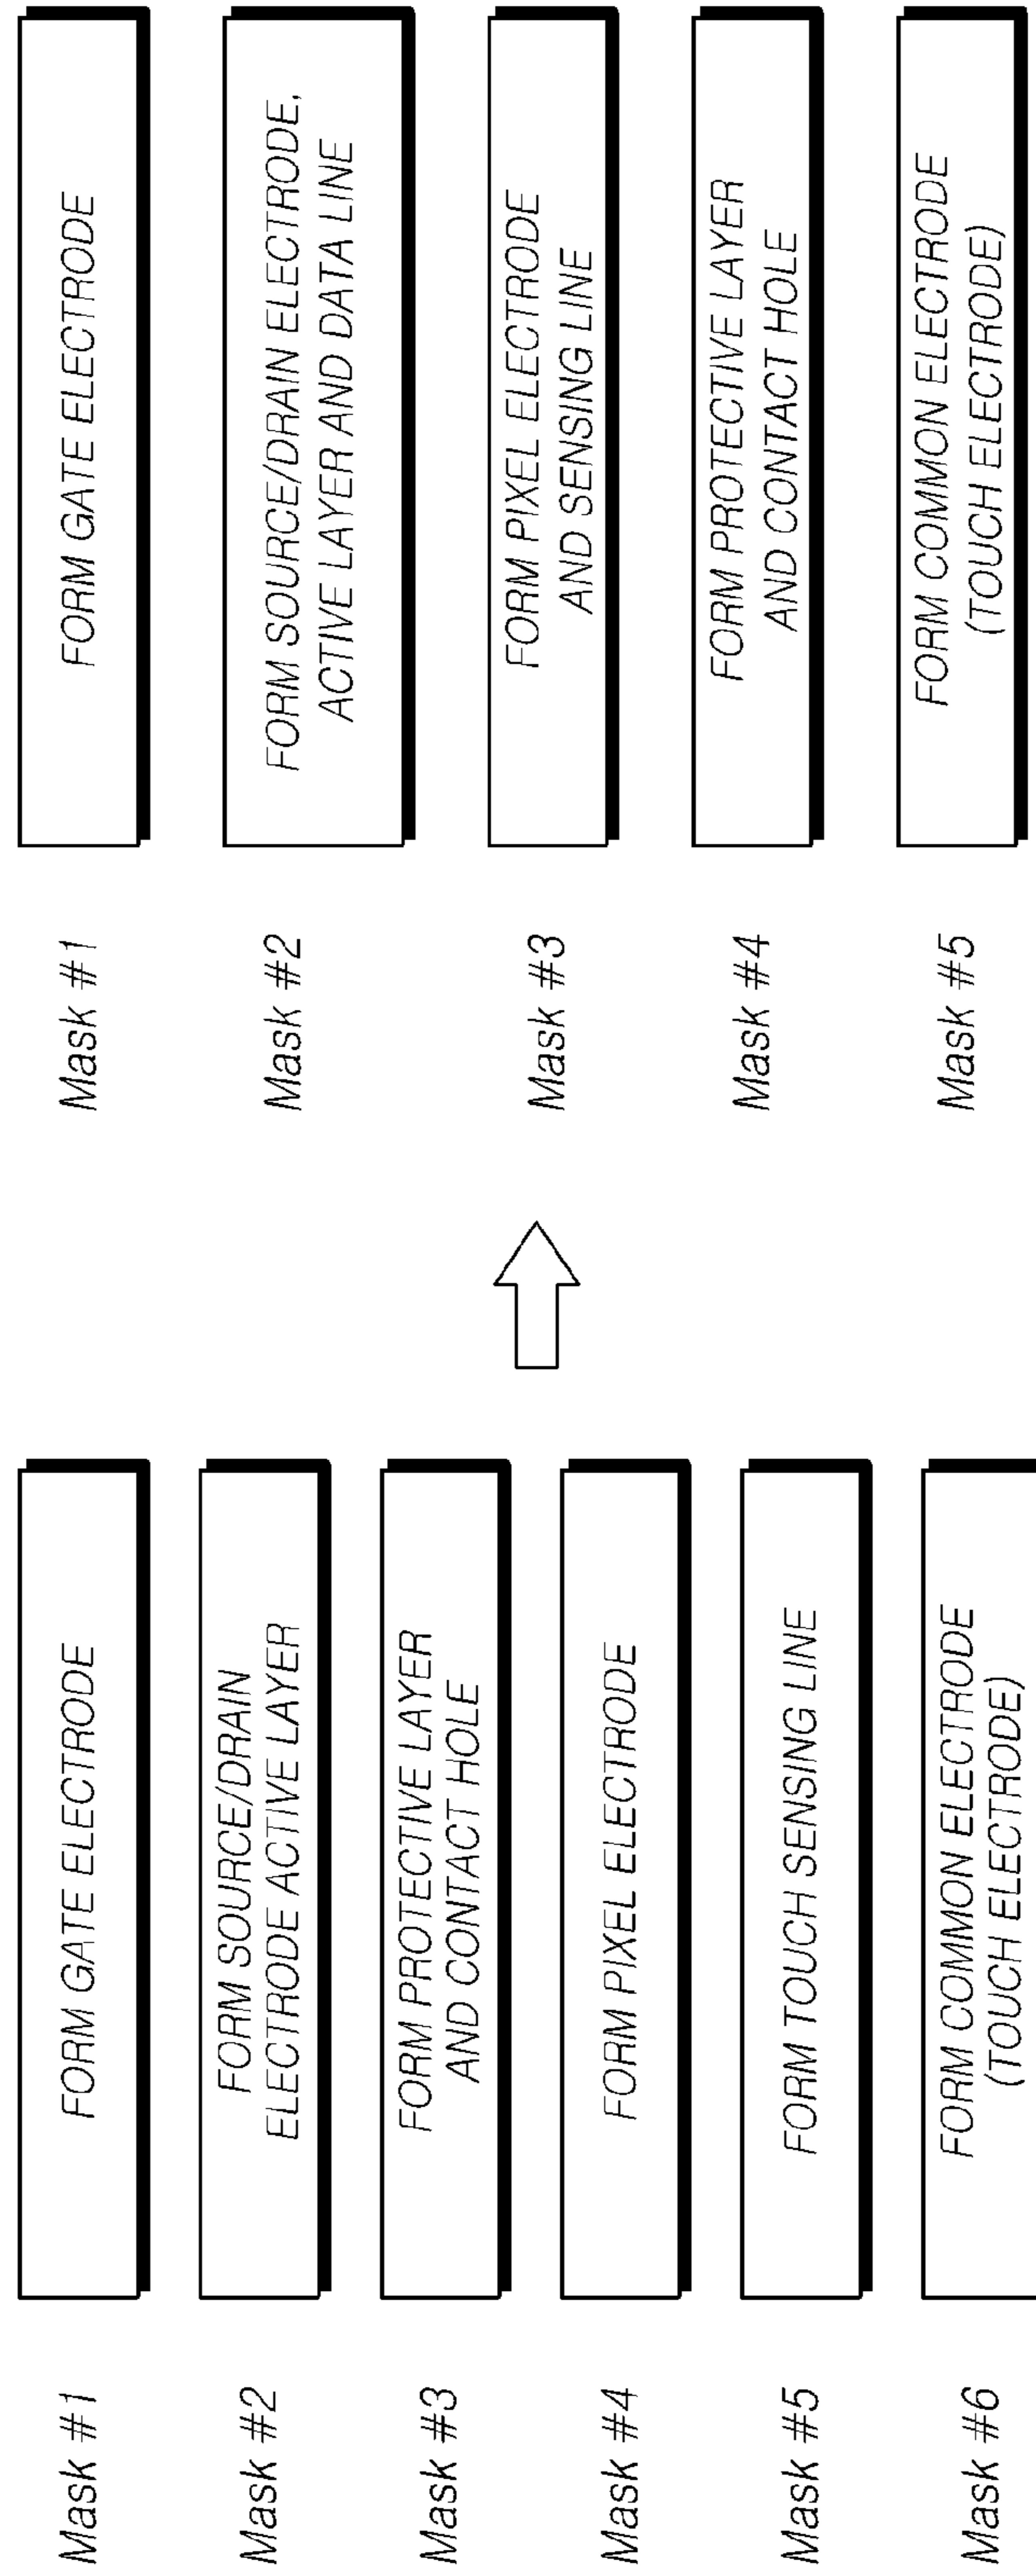 Mask #1
FORM GATE ELECTRODE
Mask #2
FORM SOURCE/DRAIN
ELECTRODE ACTIVE LAYER
Mask #3
FORM PROTECTIVE LAYER
AND CONTACT HOLE
Mask #4
FORM PIXEL ELECTRODE
Mask #5
FORM TOUCH SENSING LINE
Mask #6
FORM COMMON ELECTRODE
(TOUCH ELECTRODE)
Mask #1
FORM GATE ELECTRODE
Mask #2
FORM SOURCE/DRAIN ELECTRODE,
ACTIVE LAYER AND DATA LINE
Mask #3
FORM PIXEL ELECTRODE
AND SENSING LINE
Mask #4
FORM PROTECTIVE LAYER
AND CONTACT HOLE
Mask #5
FORM COMMON ELECTRODE
(TOUCH ELECTRODE)